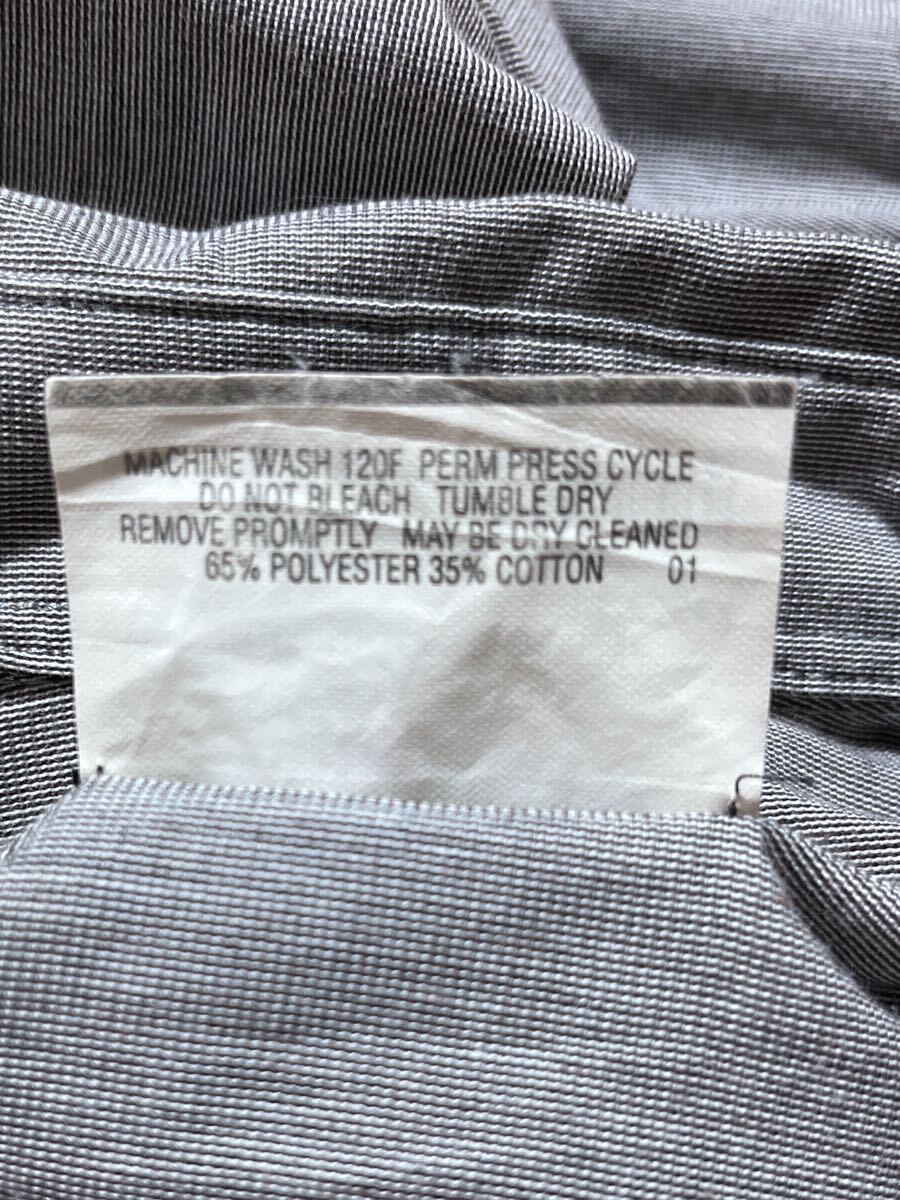 MACHINE WASH 120F PERM PRESS CYCLE
DO NOT BLEACH TUMBLE DRY
REMOVE PROMPTLY MAY BE DRY CLEANED
65% POLYESTER 35% COTTON 01